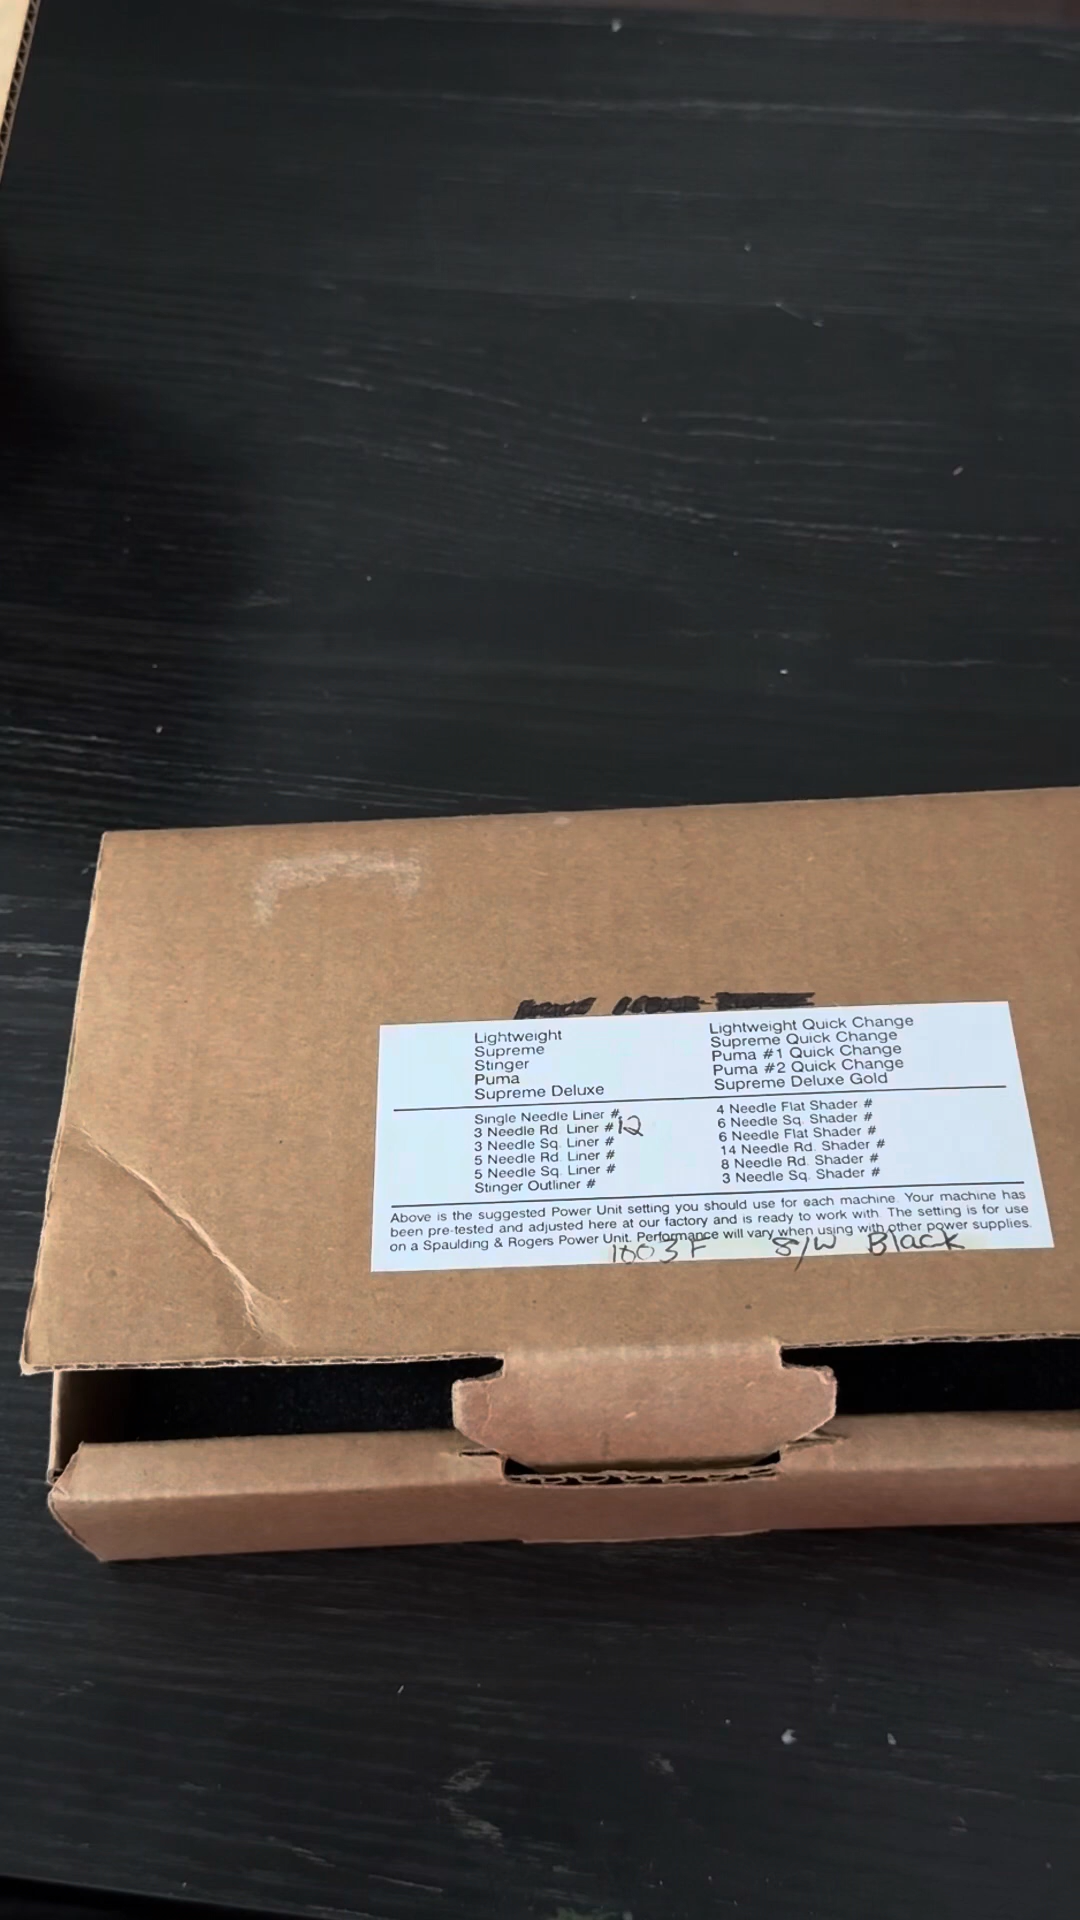 Lightweight
Supreme
Stinger
Puma
Supreme Deluxe
Lightweight Quick Change
Supreme Quick Change
Puma #1 Quick Change
Puma #2 Quick Change
Supreme Deluxe Gold
Single Needle Liner #
3 Needle Rd. Liner # 12
3 Needle Sq. Liner #
5 Needle Rd. Liner #
5 Needle Sq. Liner #
Stinger Outliner #
4 Needle Flat Shader #
6 Needle Sq. Shader #
6 Needle Flat Shader #
14 Needle Rd. Shader #
8 Needle Rd. Shader #
3 Needle Sq. Shader #
Above is the suggested Power Unit setting you should use for each machine. Your machine has
been pre-tested and adjusted here at our factory and is ready to work with. The setting is for use
on a Spaulding & Rogers Power Unit. Performance will vary when using with other power supplies.
1003F S/W Black